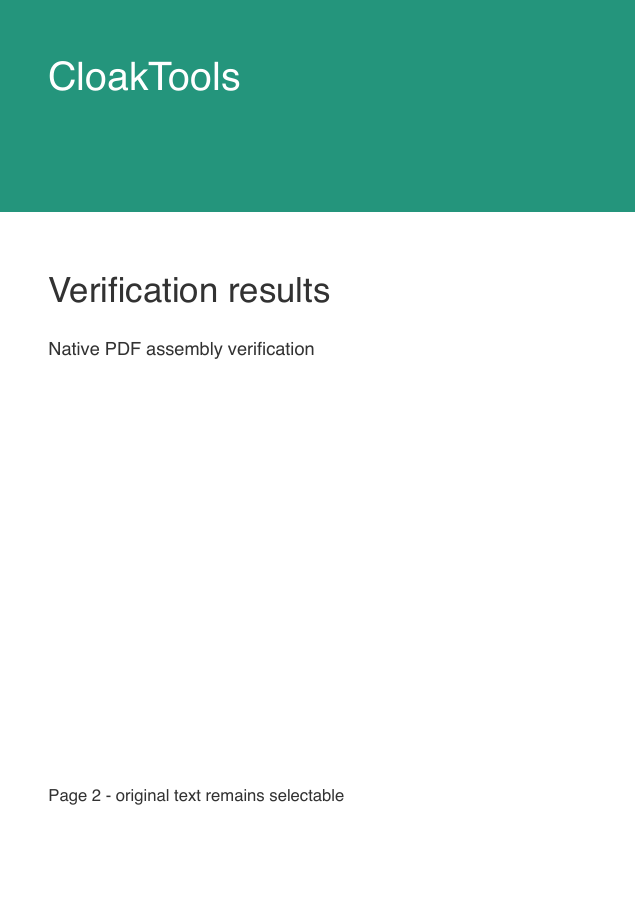 CloakTools
Verification results
Native PDF assembly verification
Page 2 - original text remains selectable